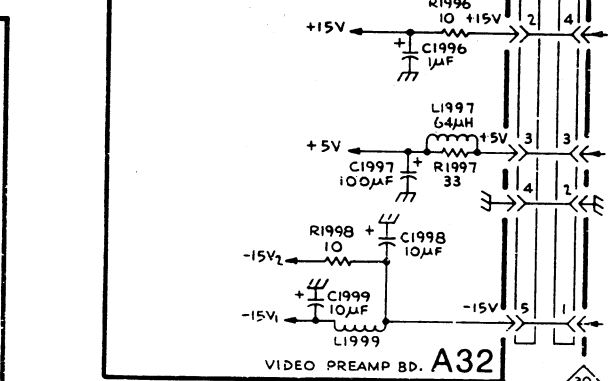 R1996
10 +15V 2 4
+15V
+ C1996
1µF
L1997
64µH
+5V +5V 3 3
C1997 + R1997
100µF 33
4 2
R1998 + C1998
10 10µF
-15V2
+ C1999
10µF -15V 5 1
-15V1
L1999
VIDEO PREAMP BD. A32